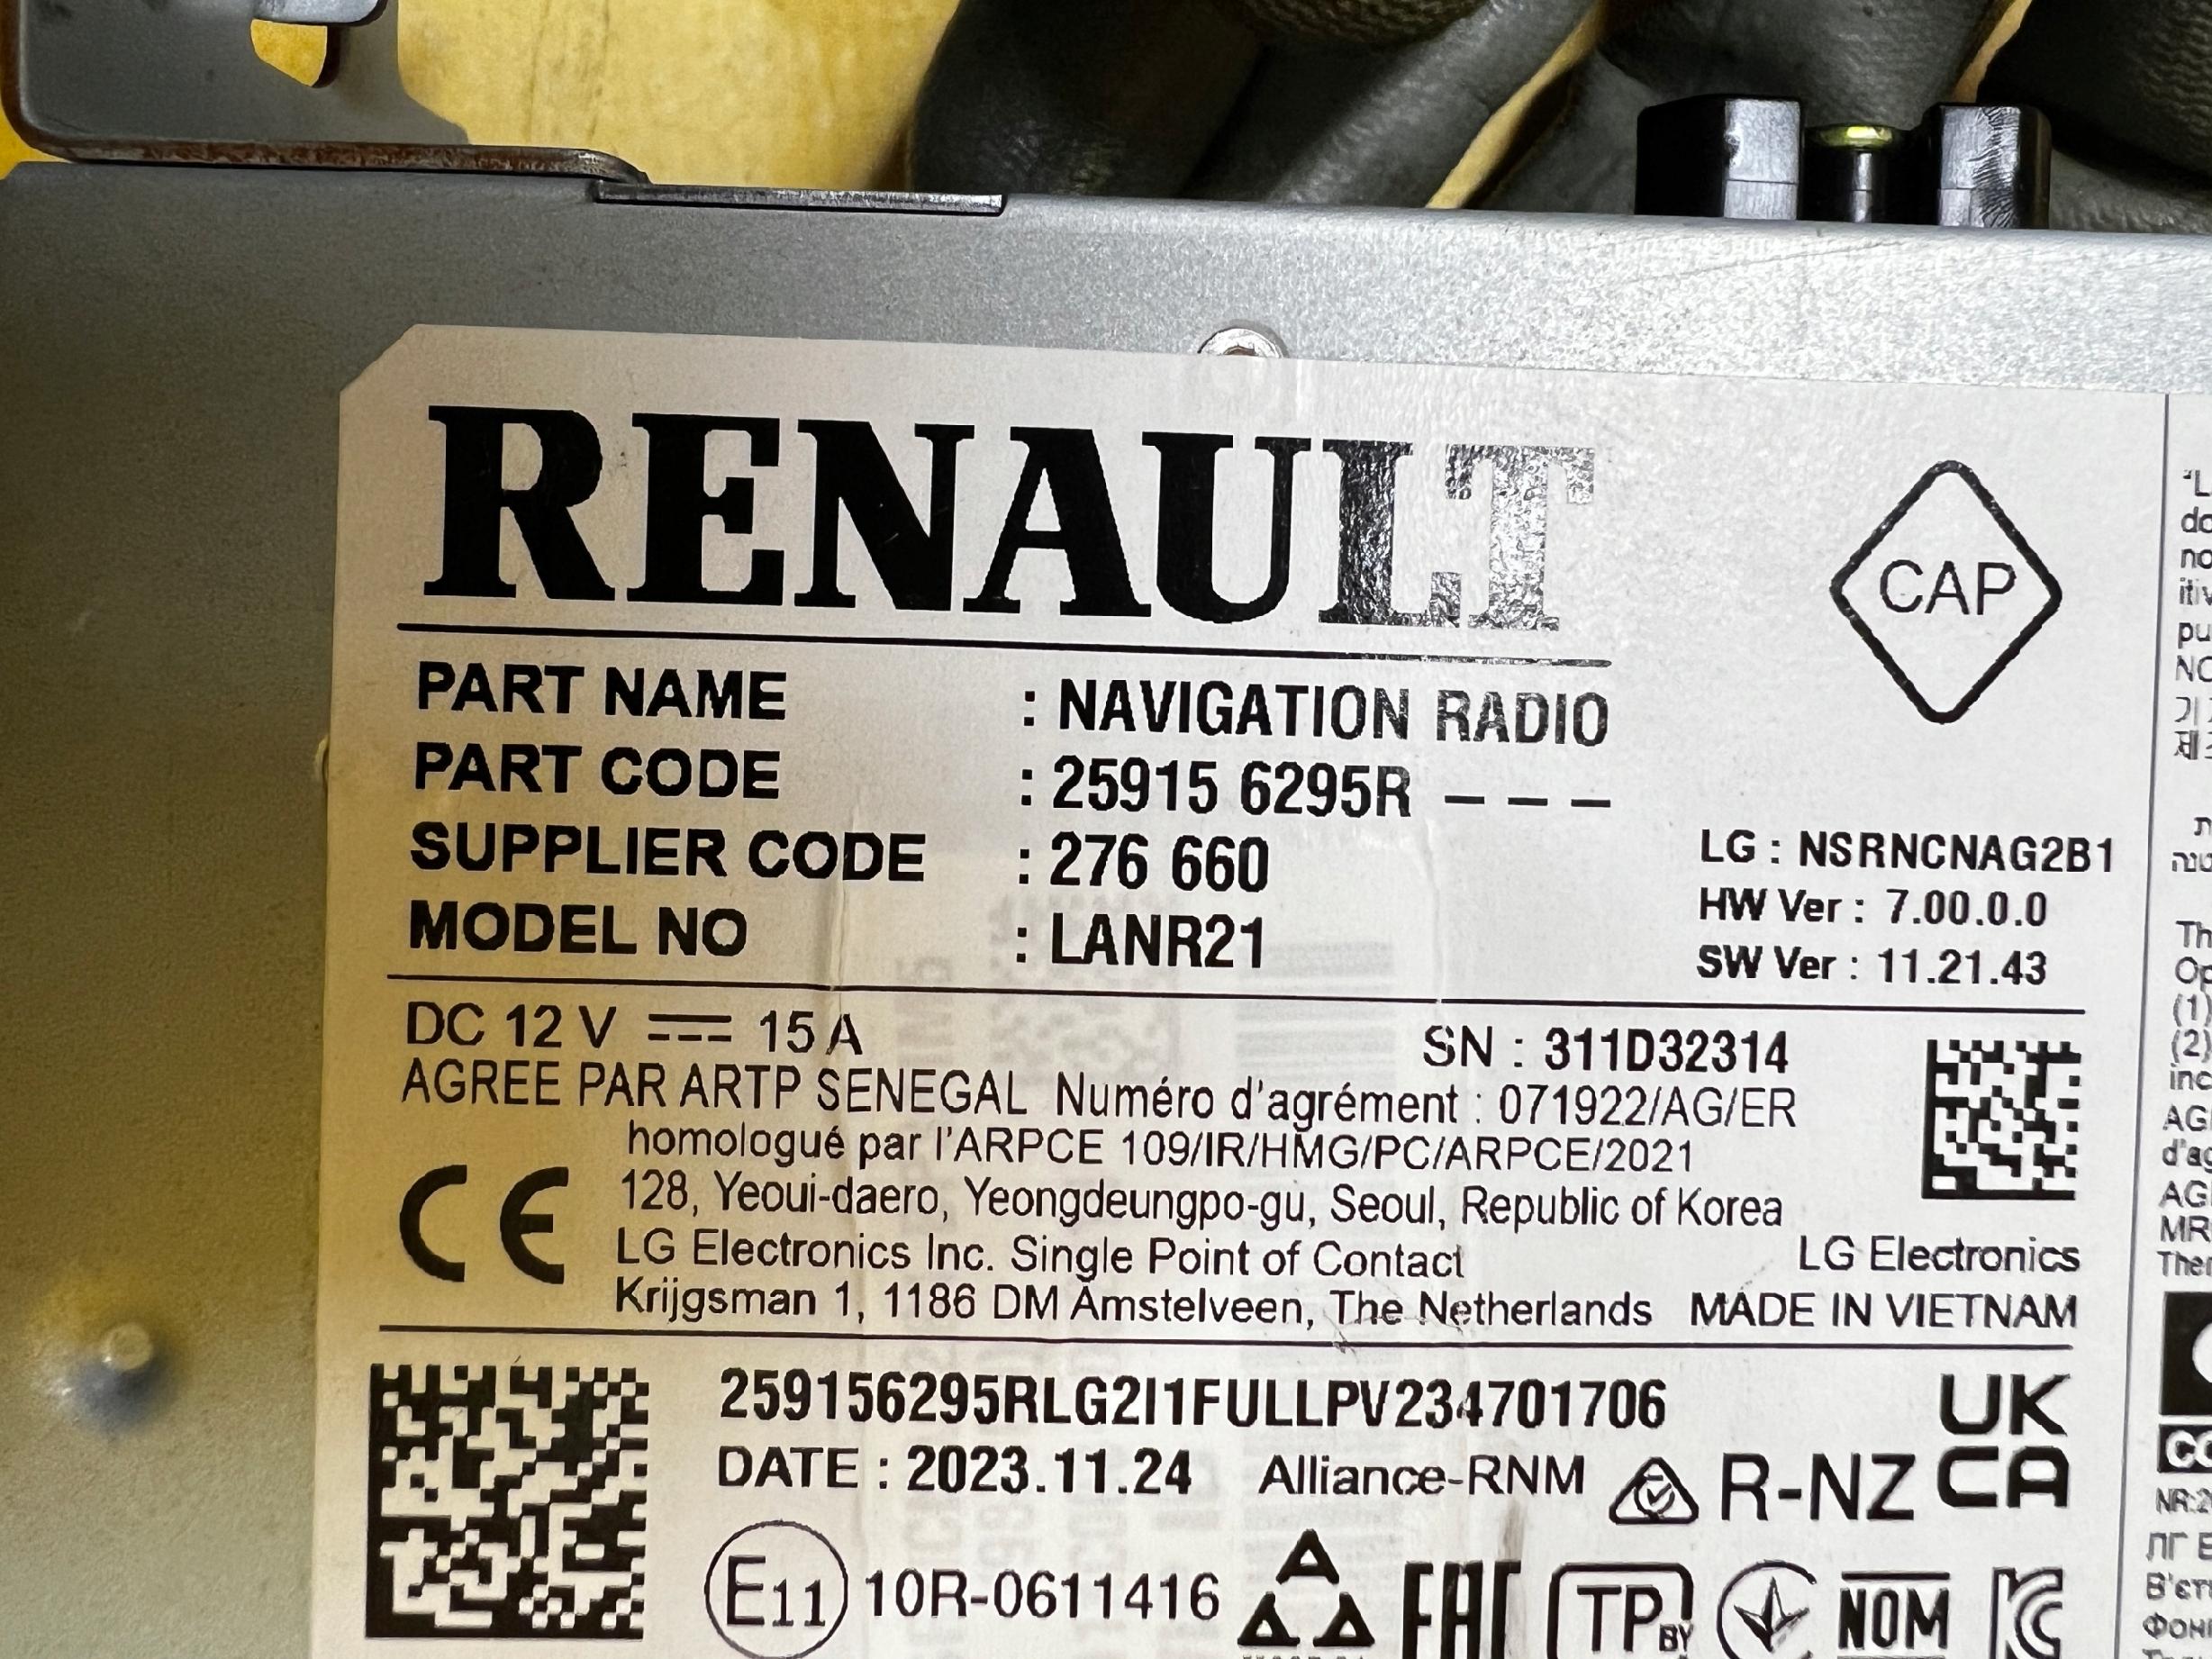 RENAULT
CAP
PART NAME : NAVIGATION RADIO
PART CODE : 25915 6295R – – –
SUPPLIER CODE : 276 660
MODEL NO : LANR21
LG : NSRNCNAG2B1
HW Ver : 7.00.0.0
SW Ver : 11.21.43
DC 12 V 15 A
SN : 311D32314
AGREE PAR ARTP SENEGAL Numéro d'agrément : 071922/AG/ER
homologué par l'ARPCE 109/IR/HMG/PC/ARPCE/2021
CE
128, Yeoui-daero, Yeongdeungpo-gu, Seoul, Republic of Korea
LG Electronics Inc. Single Point of Contact
LG Electronics
Krijgsman 1, 1186 DM Amstelveen, The Netherlands MADE IN VIETNAM
259156295RLG2I1FULLPV234701706
UK
CA
DATE : 2023.11.24 Alliance-RNM R-NZ
E11 10R-0611416
EAC
TP BY
NOM
KC